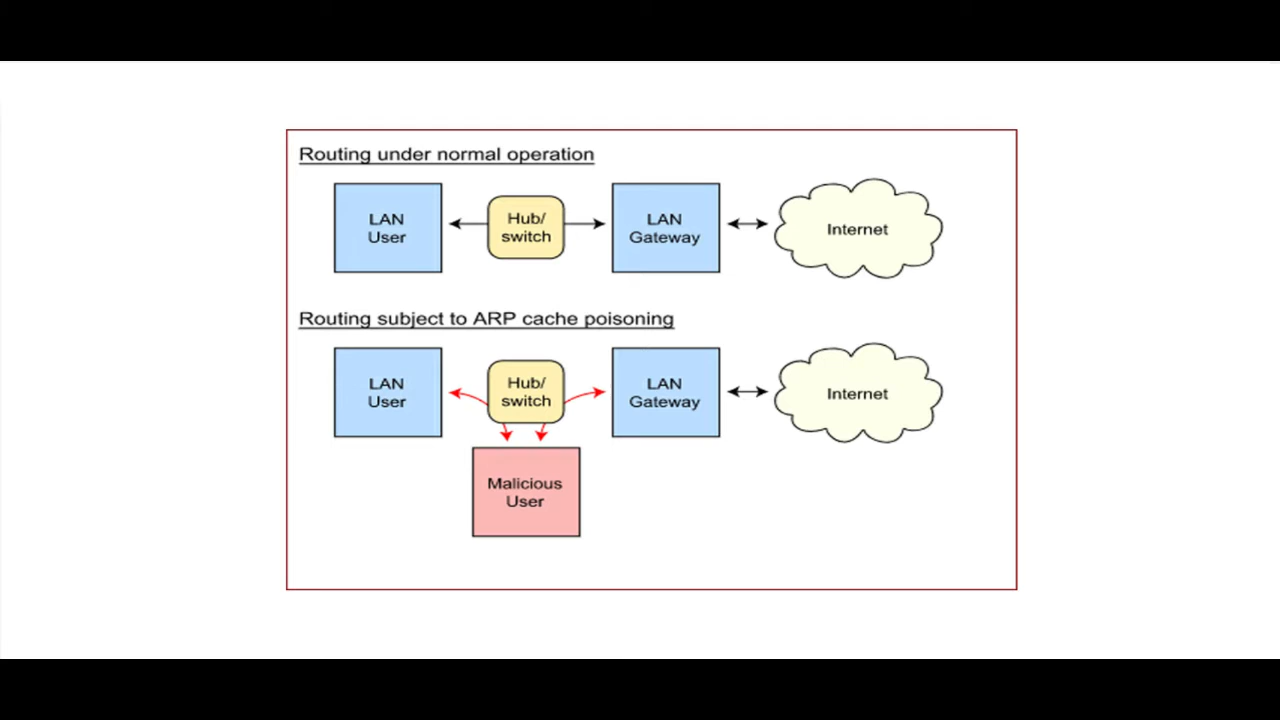 Routing under normal operation
LAN
User
Hub/
switch
LAN
Gateway
Internet
Routing subject to ARP cache poisoning
LAN
User
Hub/
switch
LAN
Gateway
Internet
Malicious
User